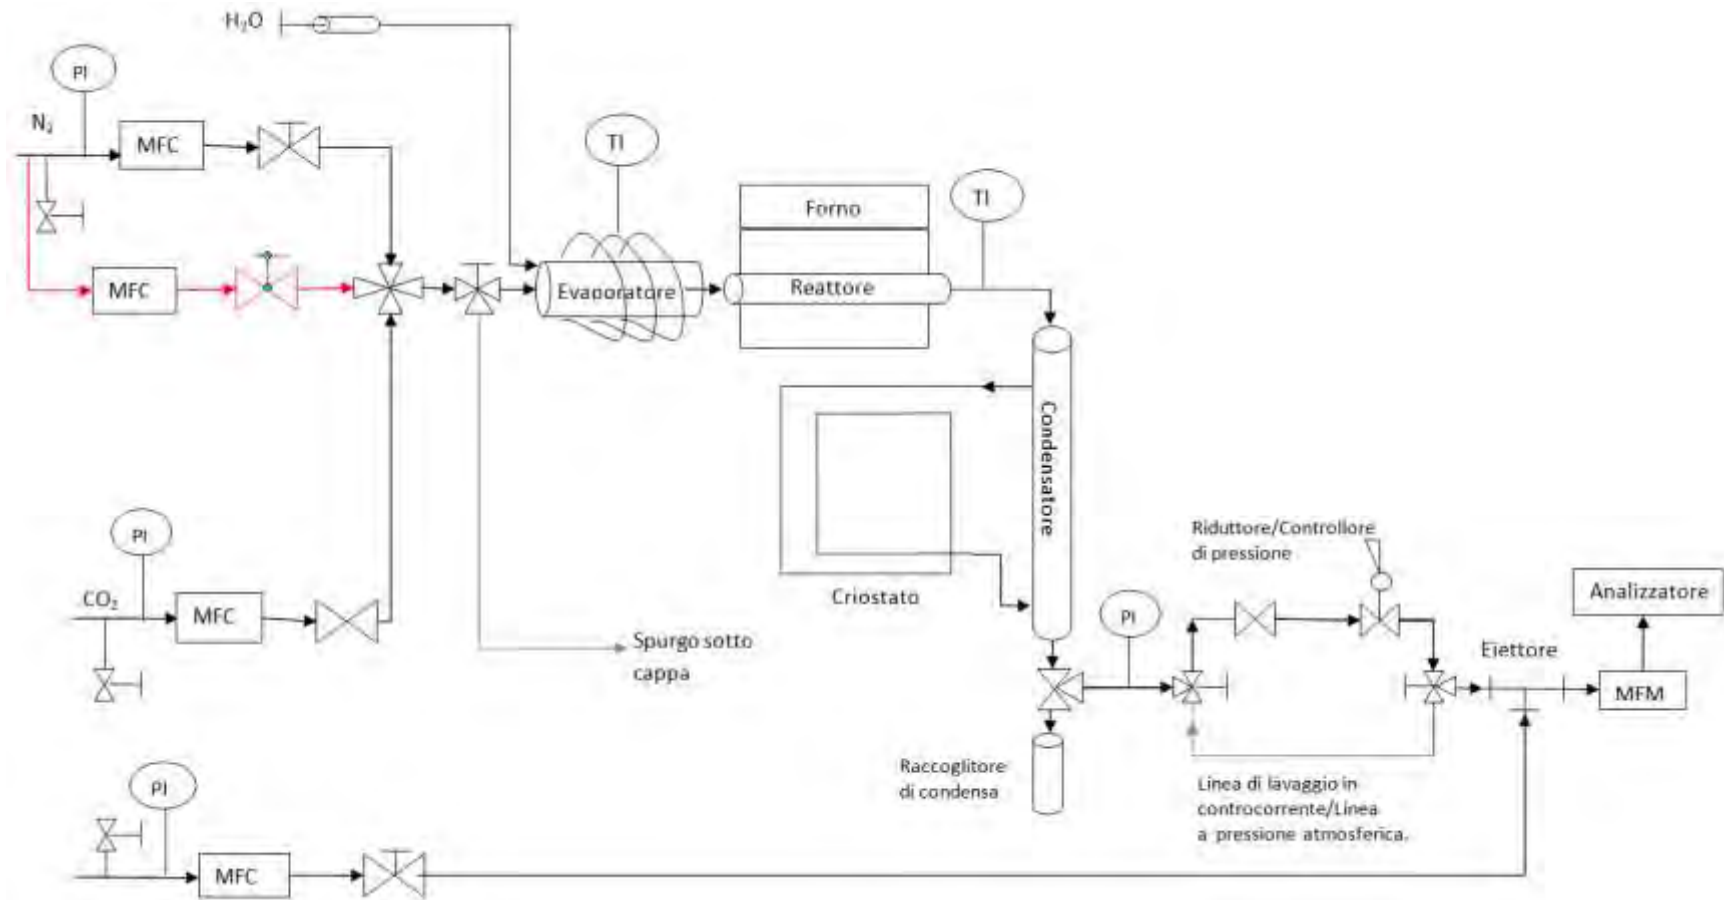 H₂O
PI
N₂
MFC
TI
TI
Forno
MFC
Evaporatore
Reattore
Condensatore
PI
CO₂
MFC
Criostato
Riduttore/Controllore
di pressione
Analizzatore
PI
Spurgo sotto
cappa
Eiettore
MFM
Raccoglitore
di condensa
Linea di lavaggio in
controcorrente/Linea
a pressione atmosferica.
PI
MFC